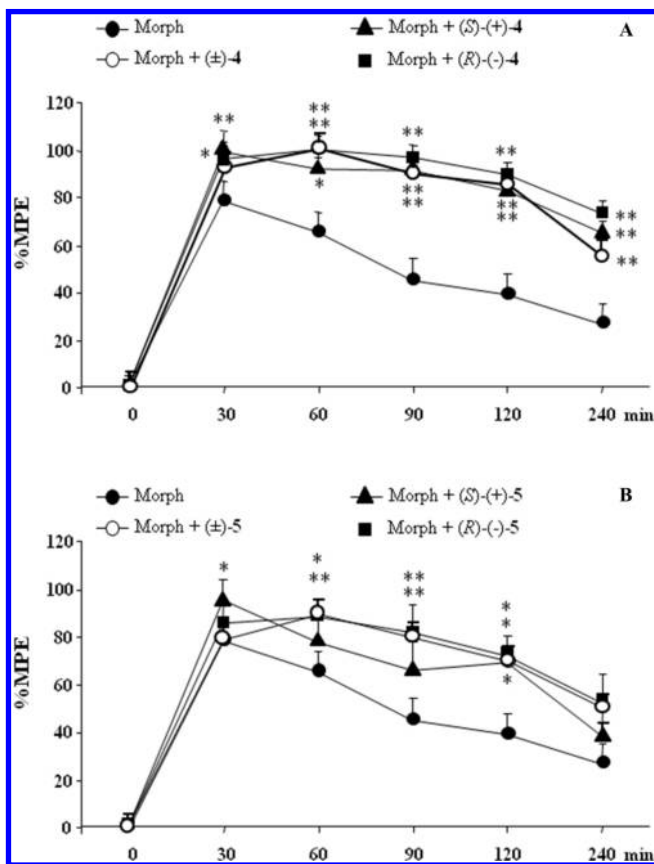 Morph Morph + (S)-(+)-4 A
Morph + (±)-4 Morph + (R)-(-)-4
120
** **
**
** **
* 100
80 * ** **
** **
**
**
60
**
40
20
0
%MPE
0 30 60 90 120 240 min
Morph Morph + (S)-(+)-5 B
Morph + (±)-5 Morph + (R)-(-)-5
120
* * ** *
** ** *
100
80
*
60
40
20
0
%MPE
0 30 60 90 120 240 min